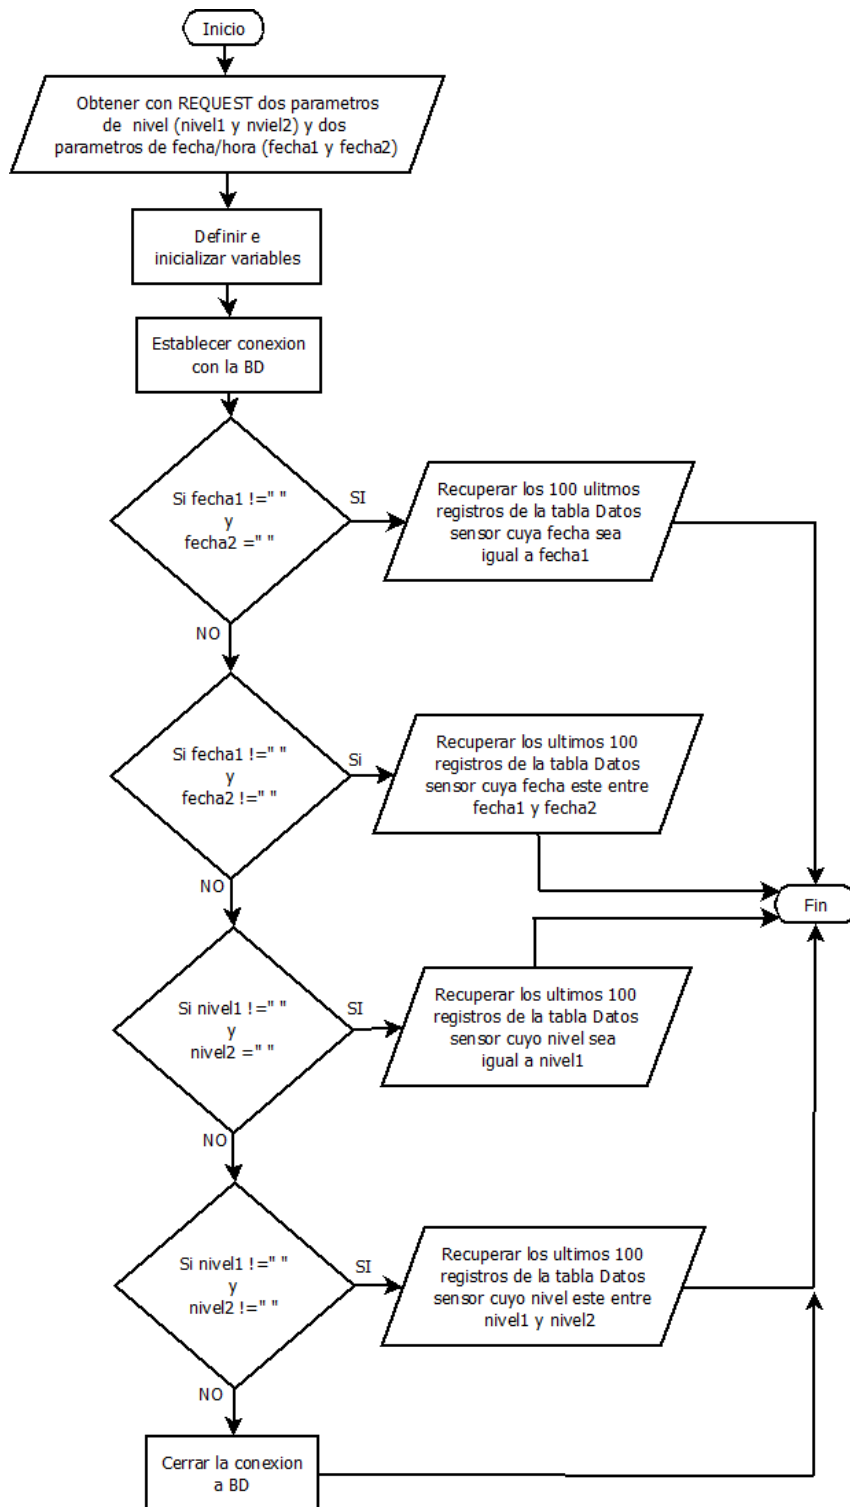 Inicio
Obtener con REQUEST dos parametros
de nivel (nivel1 y nviel2) y dos
parametros de fecha/hora (fecha1 y fecha2)
Definir e
inicializar variables
Establecer conexion
con la BD
Si fecha1 !=" "
y
fecha2 =" "
SI
Recuperar los 100 ulitmos
registros de la tabla Datos
sensor cuya fecha sea
igual a fecha1
NO
Si fecha1 !=" "
y
fecha2 !=" "
Si
Recuperar los ultimos 100
registros de la tabla Datos
sensor cuya fecha este entre
fecha1 y fecha2
NO
Fin
Si nivel1 !=" "
y
nivel2 =" "
SI
Recuperar los ultimos 100
registros de la tabla Datos
sensor cuyo nivel sea
igual a nivel1
NO
Si nivel1 !=" "
y
nivel2 !=" "
SI
Recuperar los ultimos 100
registros de la tabla Datos
sensor cuyo nivel este entre
nivel1 y nivel2
NO
Cerrar la conexion
a BD